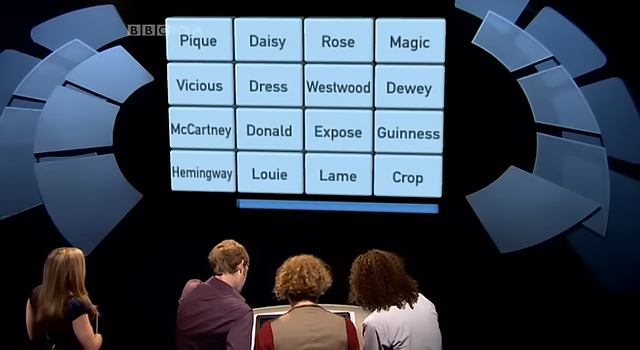 BBC
Pique Daisy Rose Magic
Vicious Dress Westwood Dewey
McCartney Donald Expose Guinness
Hemingway Louie Lame Crop